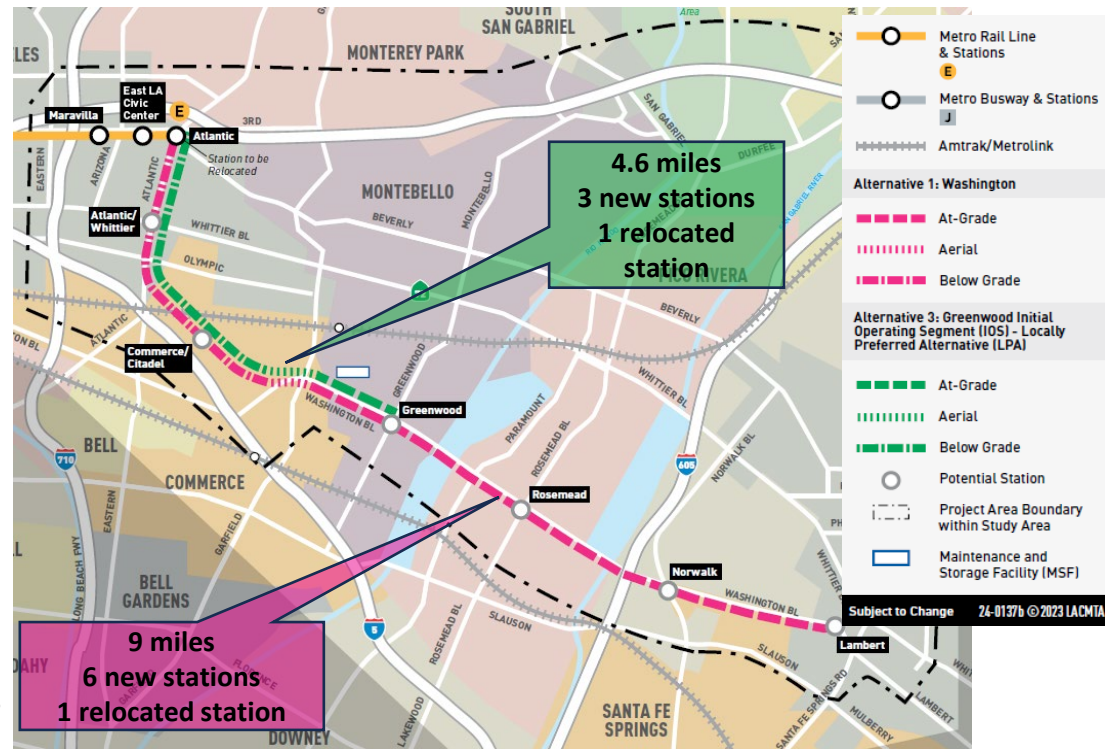 SOUTH
SAN GABRIEL
Area
MONTEREY PARK
East LA
Civic
Center
E
Maravilla
Atlantic
3RD
Station to be
Relocated
EASTERN
ARIZONA
ATLANTIC
SAN GABRIEL
DURFEE
SAN GABRIEL RIVER
MONTEBELLO
MONTEBELLO
BEVERLY
Atlantic/
Whittier
WHITTIER BL
OLYMPIC
4.6 miles
3 new stations
1 relocated
station
PICO RIVERA
BEVERLY
WHITTIER BL
ATLANTIC
Commerce/
Citadel
GREENWOOD
WASHINGTON BL
Greenwood
PARAMOUNT
ROSEMEAD BL
NORWALK BL
605
710
BELL
COMMERCE
EASTERN
GARFIELD
Rosemead
Norwalk
WASHINGTON BL
Lambert
BELL
GARDENS
LONG BEACH FWY
5
SLAUSON
ROSEMEAD BL
SLAUSON
9 miles
6 new stations
1 relocated station
FLORENCE
LAKEWOOD
DOWNEY
SANTA FE
SPRINGS
SANTA FE SPRINGS RD
MULBERRY
LAMBERT
Metro Rail Line
& Stations
E
Metro Busway & Stations
J
Amtrak/Metrolink
Alternative 1: Washington
At-Grade
Aerial
Below Grade
Alternative 3: Greenwood Initial
Operating Segment (IOS) - Locally
Preferred Alternative (LPA)
At-Grade
Aerial
Below Grade
Potential Station
Project Area Boundary
within Study Area
Maintenance and
Storage Facility (MSF)
Subject to Change 24-0137b © 2023 LACMTA